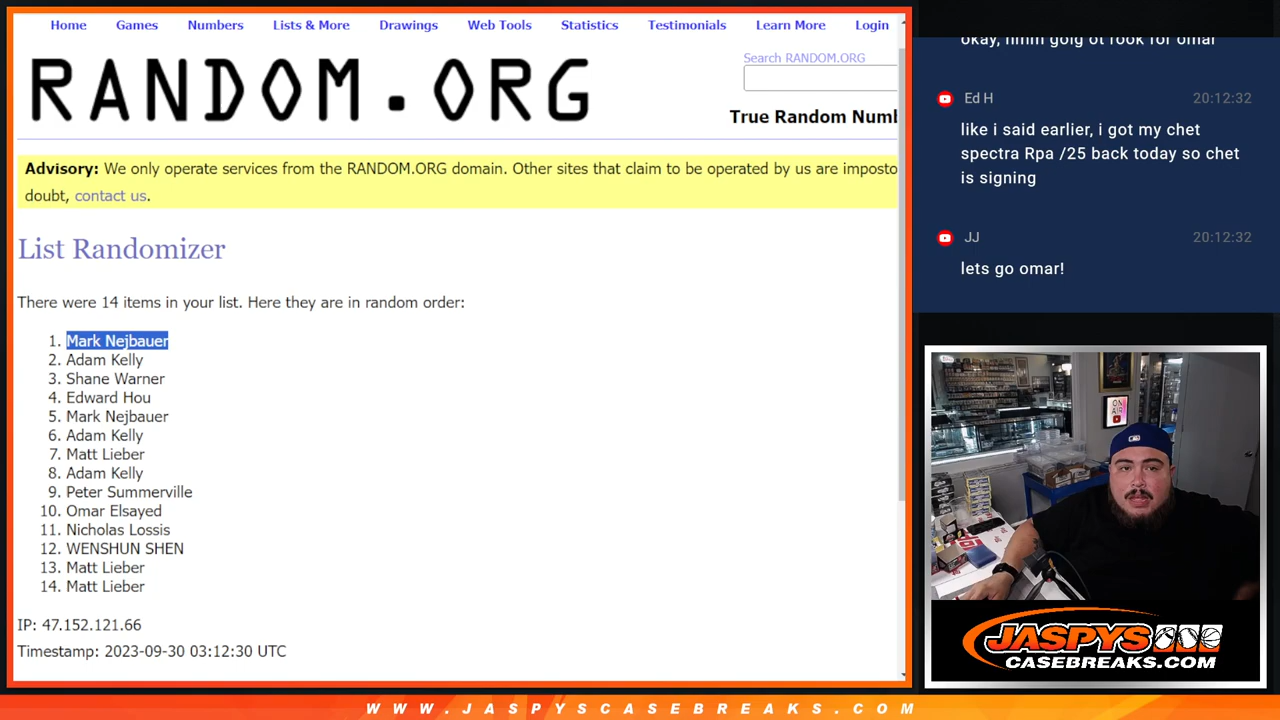 Home Games Numbers Lists & More Drawings Web Tools Statistics Testimonials Learn More Login
RANDOM.ORG
Search RANDOM.ORG
True Random Numb
Advisory: We only operate services from the RANDOM.ORG domain. Other sites that claim to be operated by us are imposto
doubt, contact us.
List Randomizer
There were 14 items in your list. Here they are in random order:
1. Mark Nejbauer
2. Adam Kelly
3. Shane Warner
4. Edward Hou
5. Mark Nejbauer
6. Adam Kelly
7. Matt Lieber
8. Adam Kelly
9. Peter Summerville
10. Omar Elsayed
11. Nicholas Lossis
12. WENSHUN SHEN
13. Matt Lieber
14. Matt Lieber
IP: 47.152.121.66
Timestamp: 2023-09-30 03:12:30 UTC
okay, for omar
Ed H 20:12:32
like i said earlier, i got my chet
spectra Rpa /25 back today so chet
is signing
JJ 20:12:32
lets go omar!
ON
AIR
JASPYS
CASEBREAKS.COM
WWW.JASPYSCASEBREAKS.COM